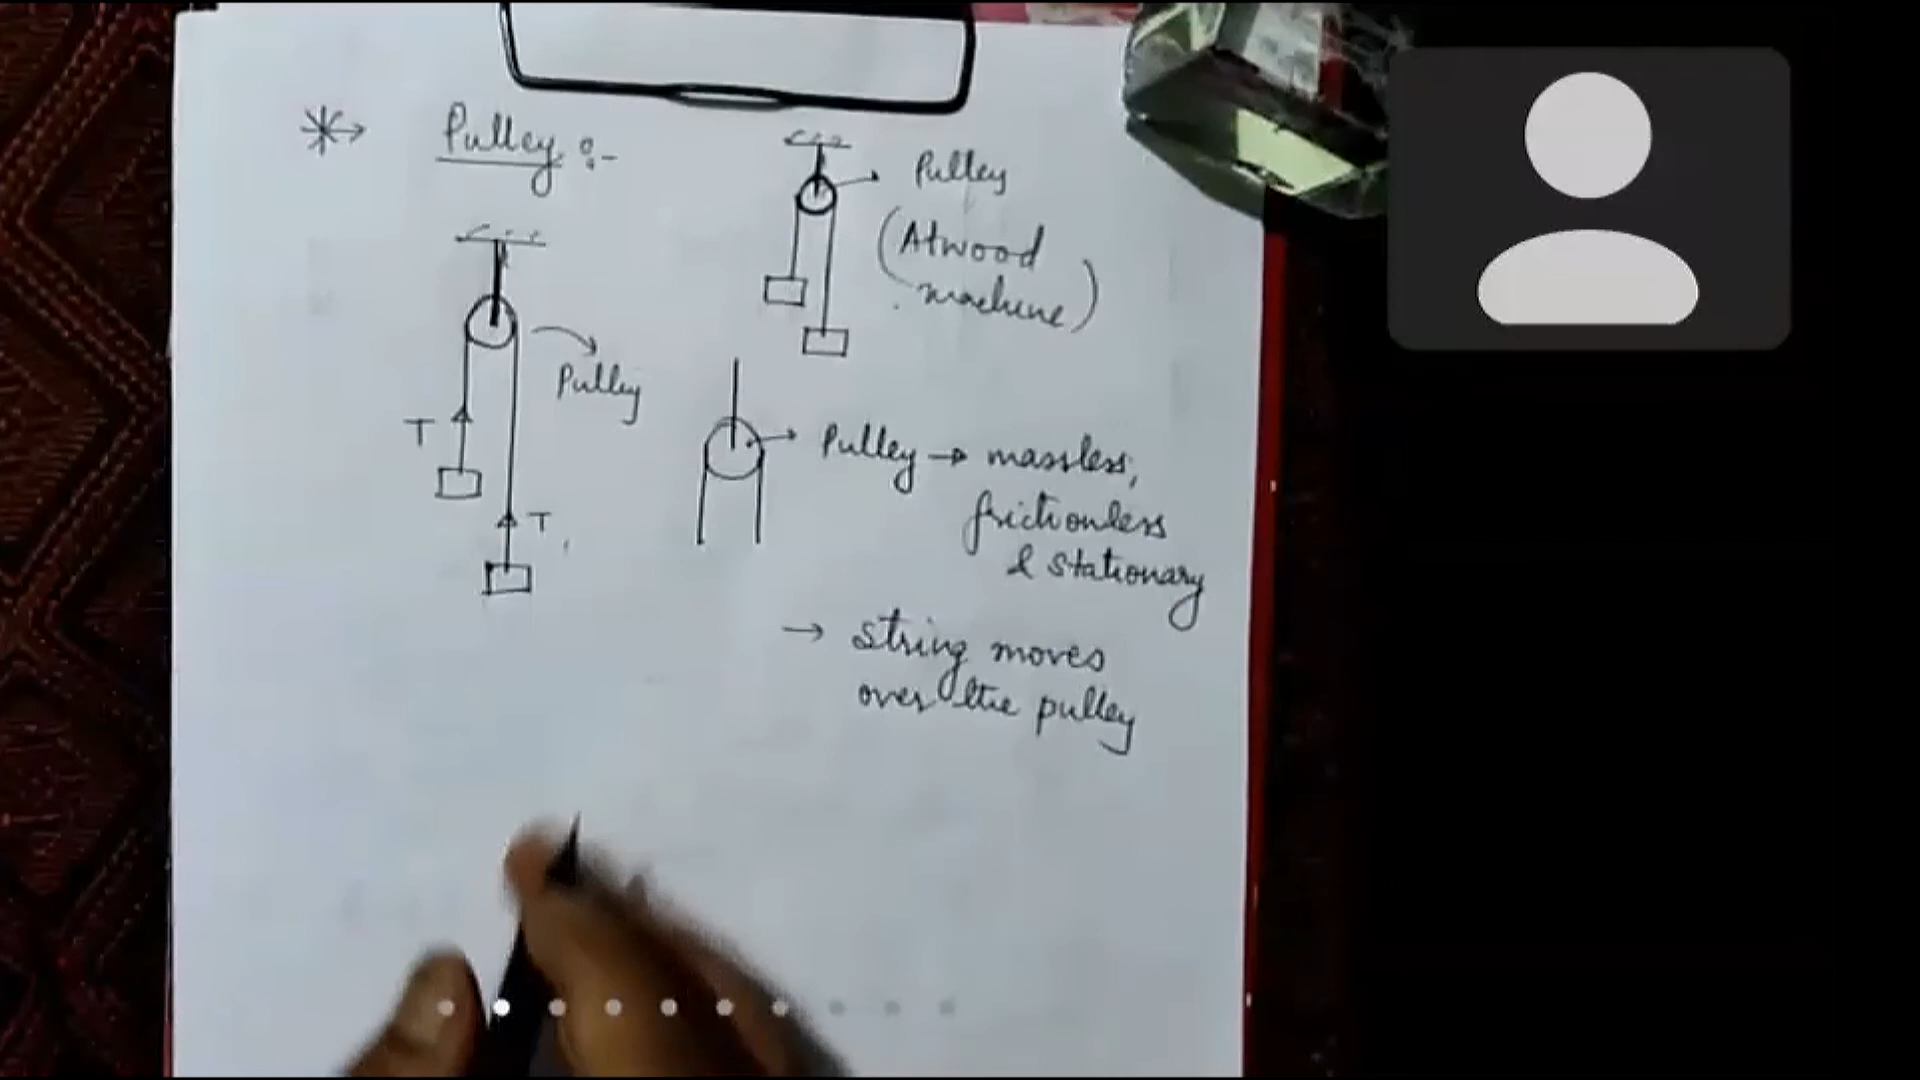 Pulley :-
Pulley
(Atwood
machine)
Pulley
T
T
Pulley → massless,
frictionless
& stationary
→ string moves
over the pulley